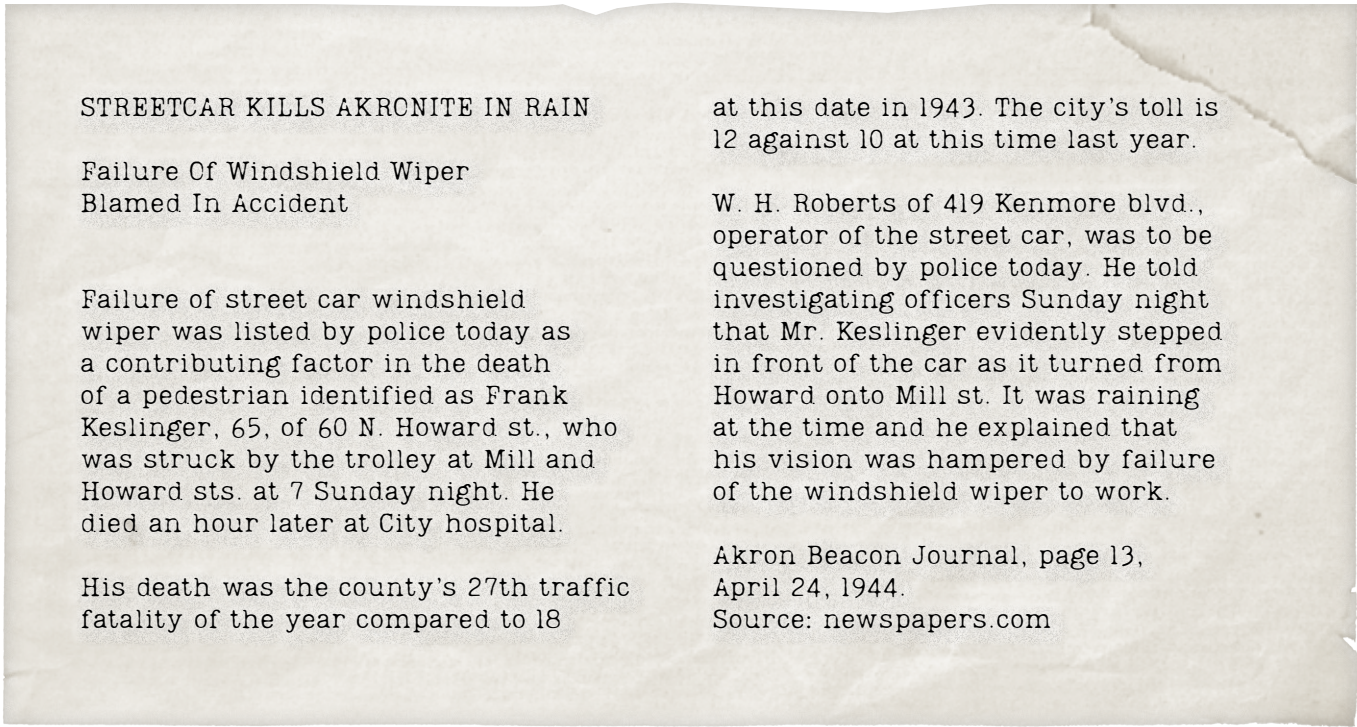 STREETCAR KILLS AKRONITE IN RAIN
Failure Of Windshield Wiper
Blamed In Accident
Failure of street car windshield
wiper was listed by police today as
a contributing factor in the death
of a pedestrian identified as Frank
Keslinger, 65, of 60 N. Howard st., who
was struck by the trolley at Mill and
Howard sts. at 7 Sunday night. He
died an hour later at City hospital.
His death was the county's 27th traffic
fatality of the year compared to 18
at this date in 1943. The city's toll is
12 against 10 at this time last year.
W. H. Roberts of 419 Kenmore blvd.,
operator of the street car, was to be
questioned by police today. He told
investigating officers Sunday night
that Mr. Keslinger evidently stepped
in front of the car as it turned from
Howard onto Mill st. It was raining
at the time and he explained that
his vision was hampered by failure
of the windshield wiper to work.
Akron Beacon Journal, page 13,
April 24, 1944.
Source: newspapers.com